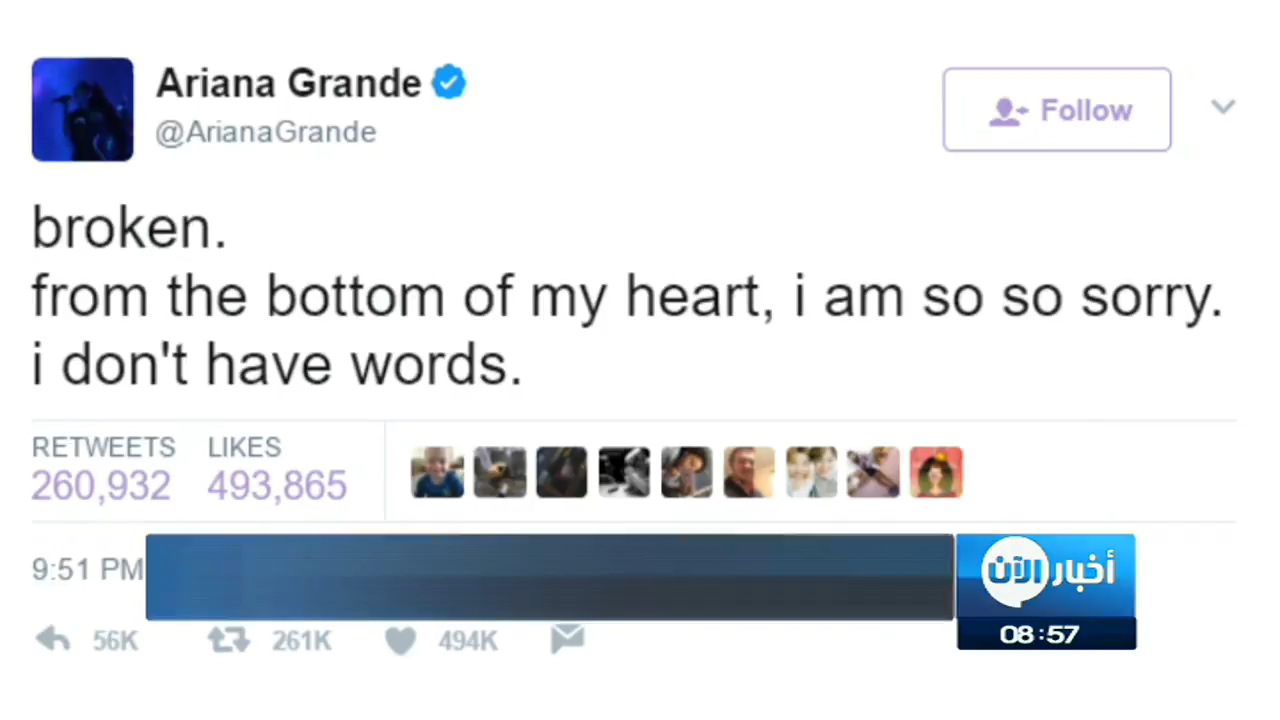 Ariana Grande
@ArianaGrande
Follow
broken.
from the bottom of my heart, i am so so sorry.
i don't have words.
RETWEETS LIKES
260,932 493,865
9:51 PM
أخبار الآن
08:57
56K 261K 494K